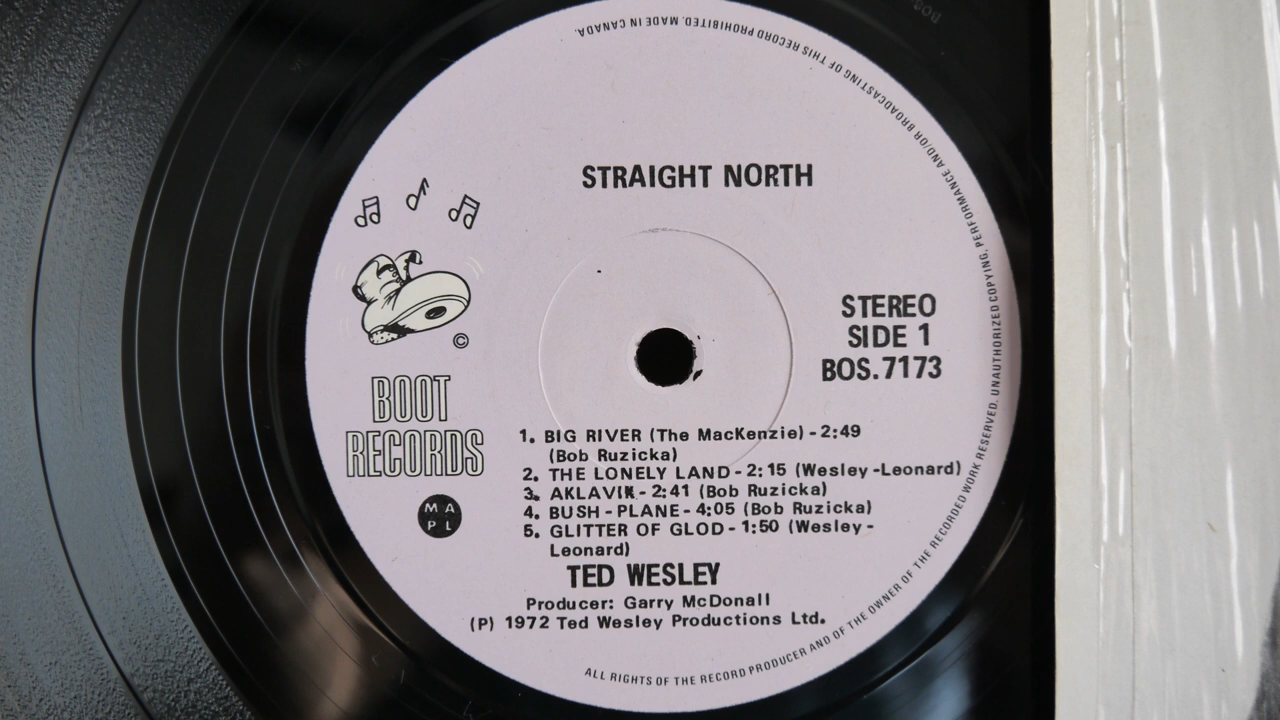 STRAIGHT NORTH
STEREO
SIDE 1
BOS.7173
©
BOOT
RECORDS
M A
P L
1. BIG RIVER (The MacKenzie) - 2:49
(Bob Ruzicka)
2. THE LONELY LAND - 2:15 (Wesley -Leonard)
3. AKLAVIK - 2:41 (Bob Ruzicka)
4. BUSH - PLANE - 4:05 (Bob Ruzicka)
5. GLITTER OF GLOD - 1:50 (Wesley -
Leonard)
TED WESLEY
Producer: Garry McDonall
(P) 1972 Ted Wesley Productions Ltd.
ALL RIGHTS OF THE RECORD PRODUCER AND OF THE OWNER OF THE RECORDED WORK RESERVED. UNAUTHORIZED COPYING, PERFORMANCE AND/OR BROADCASTING OF THIS RECORD PROHIBITED. MADE IN CANADA.